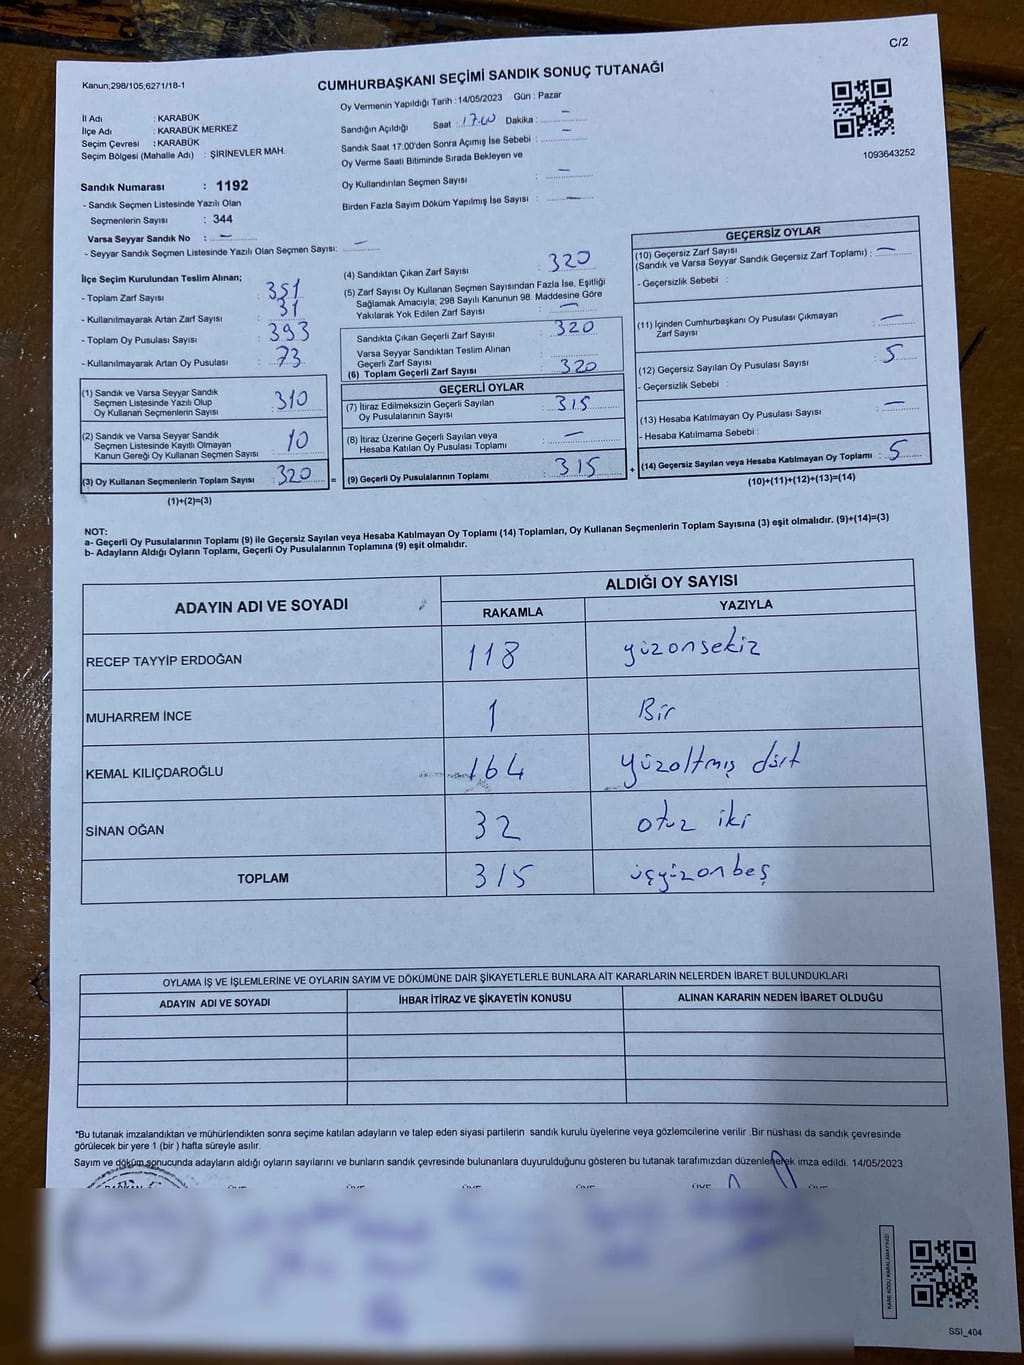 C/2
Kanun;298/105;6271/18-1
CUMHURBAŞKANI SEÇİMİ SANDIK SONUÇ TUTANAĞI
Oy Vermenin Yapıldığı Tarih : 14/05/2023 Gün : Pazar
İl Adı : KARABÜK
İlçe Adı : KARABÜK MERKEZ
Seçim Çevresi : KARABÜK
Seçim Bölgesi (Mahalle Adı) : ŞİRİNEVLER MAH.
Sandık Numarası : 1192
- Sandık Seçmen Listesinde Yazılı Olan
Seçmenlerin Sayısı : 344
Varsa Seyyar Sandık No : —
- Seyyar Sandık Seçmen Listesinde Yazılı Olan Seçmen Sayısı: —
Sandığın Açıldığı Saat : 17.00 Dakika : —
Sandık Saat 17:00'den Sonra Açımış İse Sebebi : —
Oy Verme Saati Bitiminde Sırada Bekleyen ve
Oy Kullandırılan Seçmen Sayısı : —
Birden Fazla Sayım Döküm Yapılmış İse Sayısı : —
1093643252
İlçe Seçim Kurulundan Teslim Alınan;
- Toplam Zarf Sayısı : 351
- Kullanılmayarak Artan Zarf Sayısı : 31
- Toplam Oy Pusulası Sayısı : 393
- Kullanılmayarak Artan Oy Pusulası : 73
(1) Sandık ve Varsa Seyyar Sandık
Seçmen Listesinde Yazılı Olup
Oy Kullanan Seçmenlerin Sayısı : 310
(2) Sandık ve Varsa Seyyar Sandık
Seçmen Listesinde Kayıtlı Olmayan
Kanun Gereği Oy Kullanan Seçmen Sayısı : 10
(3) Oy Kullanan Seçmenlerin Toplam Sayısı : 320
(1)+(2)=(3)
(4) Sandıktan Çıkan Zarf Sayısı : 320
(5) Zarf Sayısı Oy Kullanan Seçmen Sayısından Fazla İse, Eşitliği
Sağlamak Amacıyla; 298 Sayılı Kanunun 98. Maddesine Göre
Yakılarak Yok Edilen Zarf Sayısı : —
Sandıkta Çıkan Geçerli Zarf Sayısı : 320
Varsa Seyyar Sandıktan Teslim Alınan
Geçerli Zarf Sayısı :
(6) Toplam Geçerli Zarf Sayısı : 320
GEÇERLİ OYLAR
(7) İtiraz Edilmeksizin Geçerli Sayılan
Oy Pusulalarının Sayısı : 315
(8) İtiraz Üzerine Geçerli Sayılan veya
Hesaba Katılan Oy Pusulası Toplamı : —
(9) Geçerli Oy Pusulalarının Toplamı : 315
GEÇERSİZ OYLAR
(10) Geçersiz Zarf Sayısı
(Sandık ve Varsa Seyyar Sandık Geçersiz Zarf Toplamı) : —
- Geçersizlik Sebebi :
(11) İçinden Cumhurbaşkanı Oy Pusulası Çıkmayan
Zarf Sayısı : —
(12) Geçersiz Sayılan Oy Pusulası Sayısı : 5
- Geçersizlik Sebebi :
(13) Hesaba Katılmayan Oy Pusulası Sayısı : —
- Hesaba Katılmama Sebebi :
(14) Geçersiz Sayılan veya Hesaba Katılmayan Oy Toplamı : 5
(10)+(11)+(12)+(13)=(14)
NOT:
a- Geçerli Oy Pusulalarının Toplamı (9) ile Geçersiz Sayılan veya Hesaba Katılmayan Oy Toplamı (14) Toplamları, Oy Kullanan Seçmenlerin Toplam Sayısına (3) eşit olmalıdır. (9)+(14)=(3)
b- Adayların Aldığı Oyların Toplamı, Geçerli Oy Pusulalarının Toplamına (9) eşit olmalıdır.
ADAYIN ADI VE SOYADI
ALDIĞI OY SAYISI
RAKAMLA YAZIYLA
RECEP TAYYİP ERDOĞAN 118 yüzonsekiz
MUHARREM İNCE 1 Bir
KEMAL KILIÇDAROĞLU 164 yüzaltmış dört
SİNAN OĞAN 32 otuz iki
TOPLAM 315 üçyüzonbeş
OYLAMA İŞ VE İŞLEMLERİNE VE OYLARIN SAYIM VE DÖKÜMÜNE DAİR ŞİKAYETLERLE BUNLARA AİT KARARLARIN NELERDEN İBARET BULUNDUKLARI
ADAYIN ADI VE SOYADI İHBAR İTİRAZ VE ŞİKAYETİN KONUSU ALINAN KARARIN NEDEN İBARET OLDUĞU
*Bu tutanak imzalandıktan ve mühürlendikten sonra seçime katılan adayların ve talep eden siyasi partilerin sandık kurulu üyelerine veya gözlemcilerine verilir .Bir nüshası da sandık çevresinde
görülecek bir yere 1 (bir ) hafta süreyle asılır.
Sayım ve döküm sonucunda adayların aldığı oyların sayılarını ve bunların sandık çevresinde bulunanlara duyurulduğunu gösteren bu tutanak tarafımızdan düzenlenerek imza edildi. 14/05/2023
KARE KODU KARALAMAYINIZ!
SSI_404